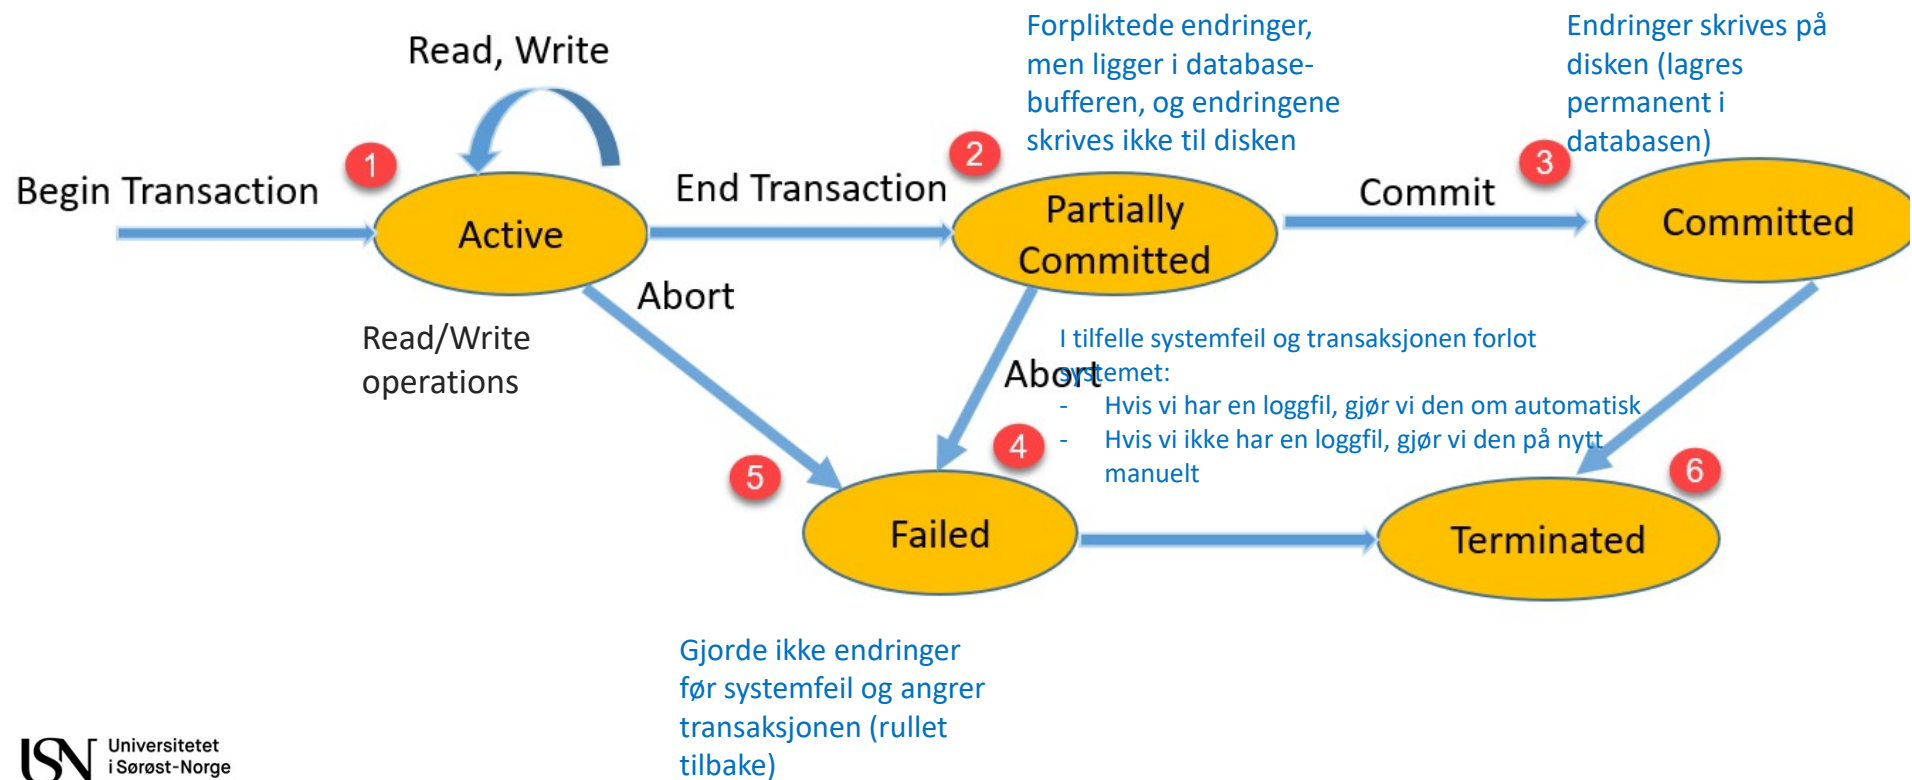 Read, Write
Forpliktede endringer,
men ligger i database-
bufferen, og endringene
skrives ikke til disken
Endringer skrives på
disken (lagres
permanent i
databasen)
1
2
3
Begin Transaction
End Transaction
Commit
Active
Partially
Committed
Committed
Abort
Read/Write
operations
I tilfelle systemfeil og transaksjonen forlot
systemet:
Abort
- Hvis vi har en loggfil, gjør vi den om automatisk
- Hvis vi ikke har en loggfil, gjør vi den på nytt
manuelt
4
5
6
Failed
Terminated
Gjorde ikke endringer
før systemfeil og angrer
transaksjonen (rullet
tilbake)
USN
Universitetet
i Sørøst-Norge